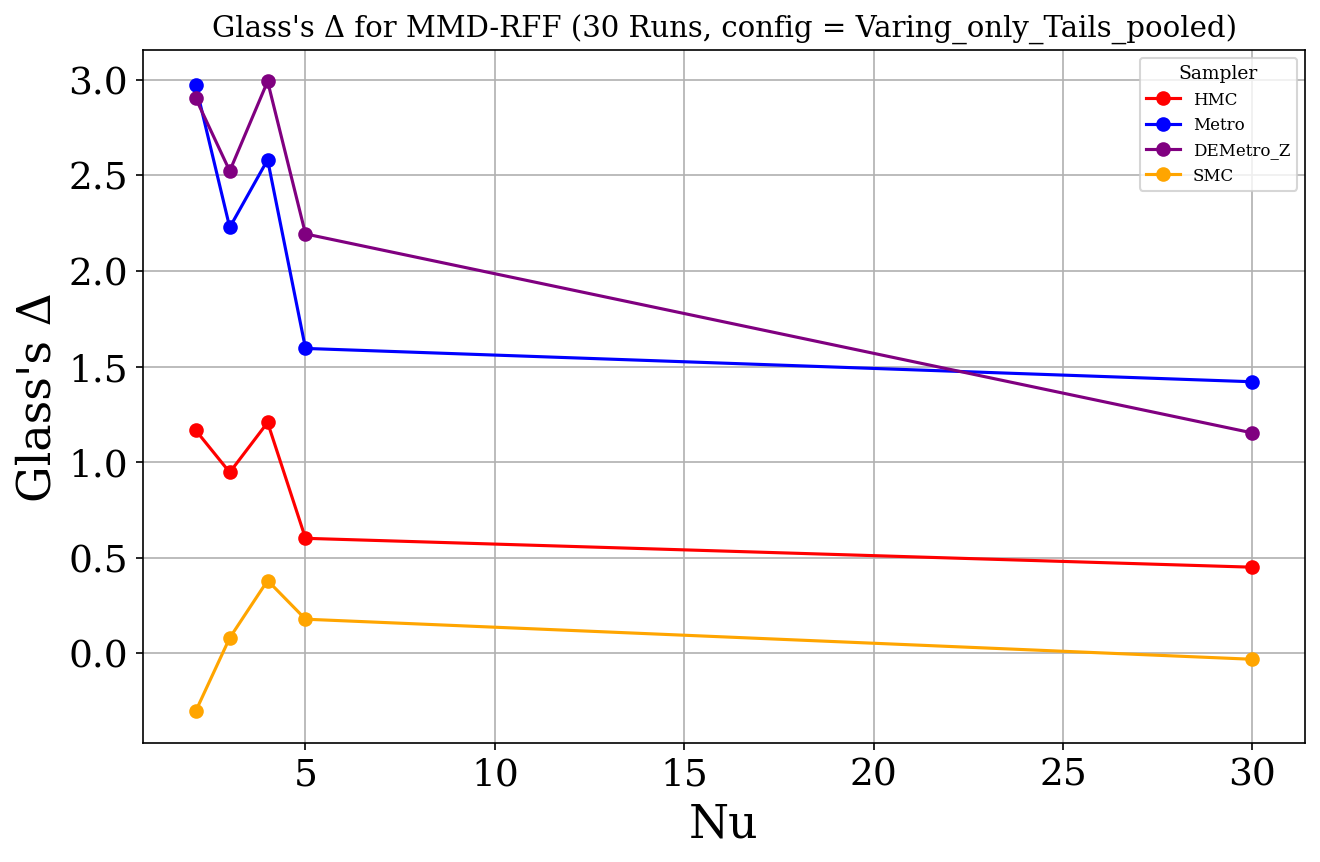 Glass's Δ for MMD-RFF (30 Runs, config = Varing_only_Tails_pooled)
Sampler
HMC
Metro
DEMetro_Z
SMC
Glass's Δ
3.0
2.5
2.0
1.5
1.0
0.5
0.0
5
10
15
20
25
30
Nu